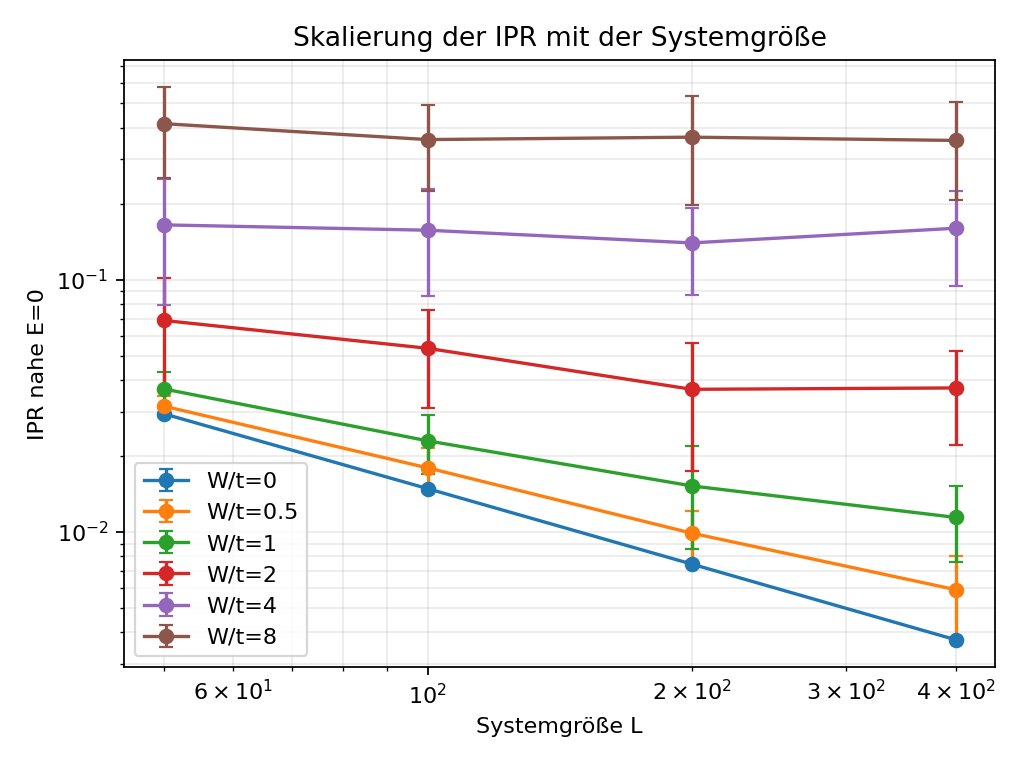 Skalierung der IPR mit der Systemgröße
IPR nahe E=0
10⁻¹
10⁻²
W/t=0
W/t=0.5
W/t=1
W/t=2
W/t=4
W/t=8
6 × 10¹
10²
2 × 10²
3 × 10²
4 × 10²
Systemgröße L